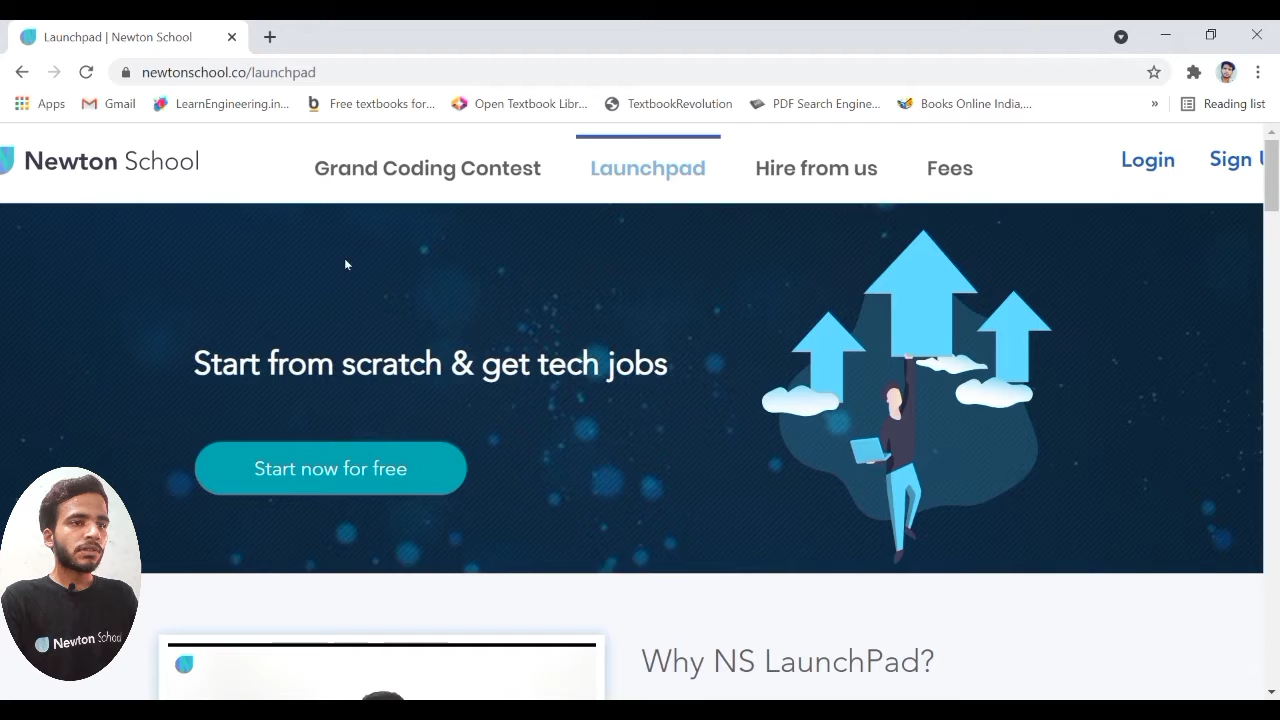 Launchpad | Newton School
newtonschool.co/launchpad
Apps Gmail LearnEngineering.in... Free textbooks for... Open Textbook Libr... TextbookRevolution PDF Search Engine... Books Online India,... » Reading list
Newton School Grand Coding Contest Launchpad Hire from us Fees Login Sign U
Start from scratch & get tech jobs
Start now for free
Newton School
Why NS LaunchPad?